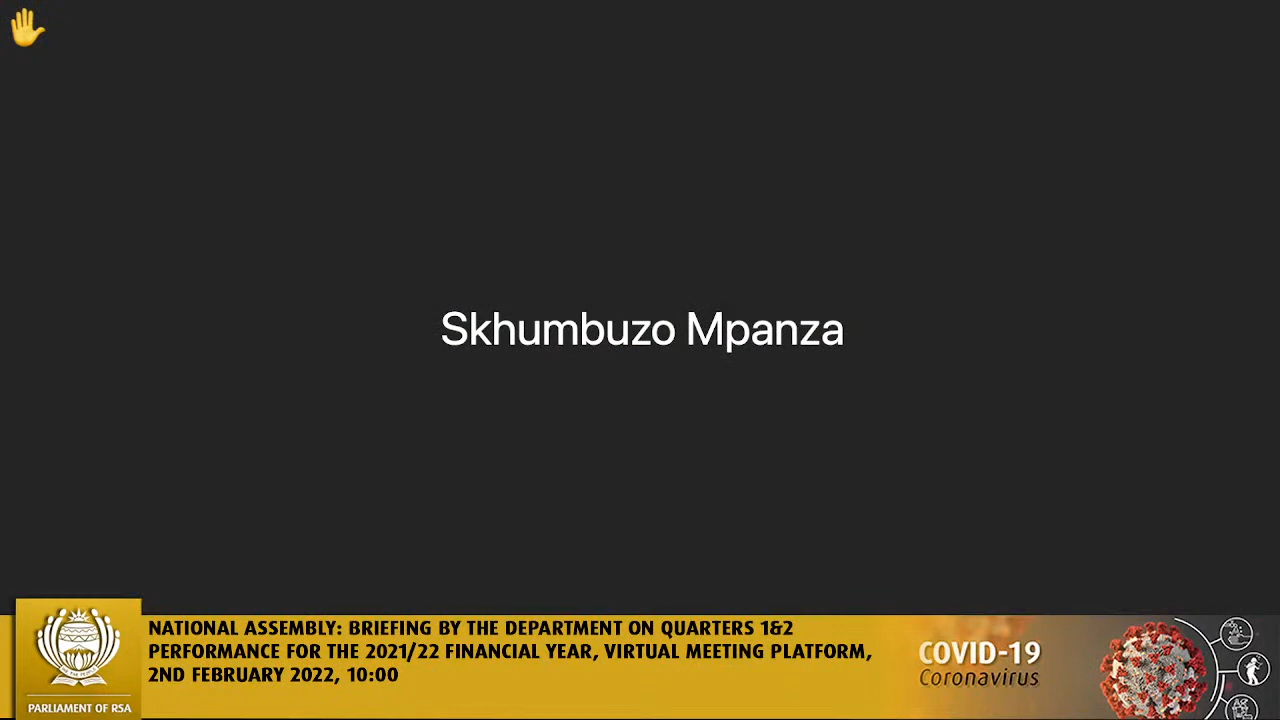 Skhumbuzo Mpanza
NATIONAL ASSEMBLY: BRIEFING BY THE DEPARTMENT ON QUARTERS 1&2
PERFORMANCE FOR THE 2021/22 FINANCIAL YEAR, VIRTUAL MEETING PLATFORM,
2ND FEBRUARY 2022, 10:00
PARLIAMENT OF RSA
COVID-19
Coronavirus